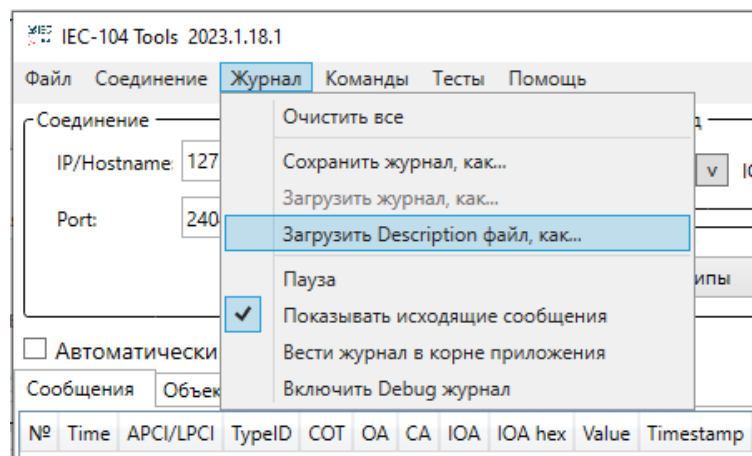 IEC-104 Tools 2023.1.18.1
Файл Соединение Журнал Команды Тесты Помощь
Соединение
Очистить все
IP/Hostname: 127
Сохранить журнал, как...
v
Загрузить журнал, как...
Port: 240
Загрузить Description файл, как...
Пауза
Показывать исходящие сообщения
Автоматически
Вести журнал в корне приложения
Сообщения
Включить Debug журнал
№ Time APCI/LPCI TypeID COT OA CA IOA IOA hex Value Timestamp